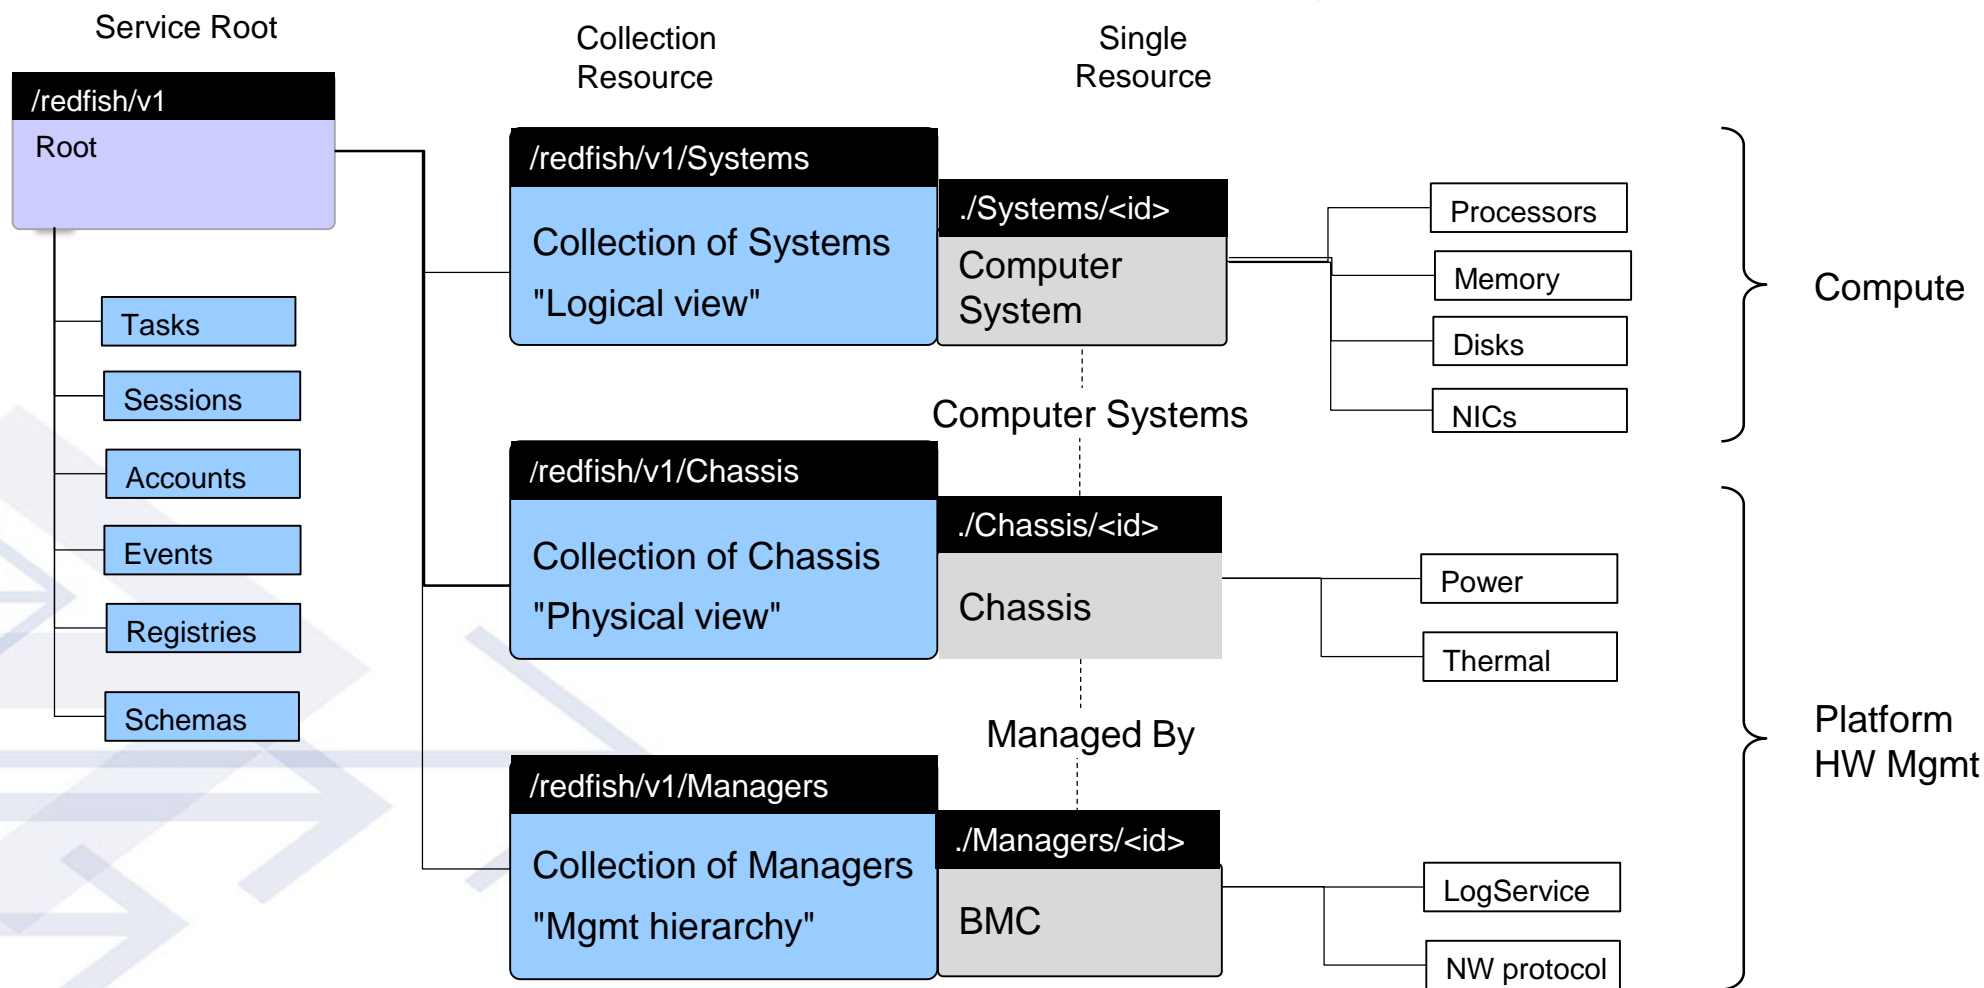 Service Root
Collection
Resource
Single
Resource
/redfish/v1
Root
Tasks
Sessions
Accounts
Events
Registries
Schemas
/redfish/v1/Systems
Collection of Systems
"Logical view"
./Systems/<id>
Computer
System
Processors
Memory
Disks
NICs
Compute
Computer Systems
/redfish/v1/Chassis
Collection of Chassis
"Physical view"
./Chassis/<id>
Chassis
Power
Thermal
Managed By
Platform
HW Mgmt
/redfish/v1/Managers
Collection of Managers
"Mgmt hierarchy"
./Managers/<id>
BMC
LogService
NW protocol